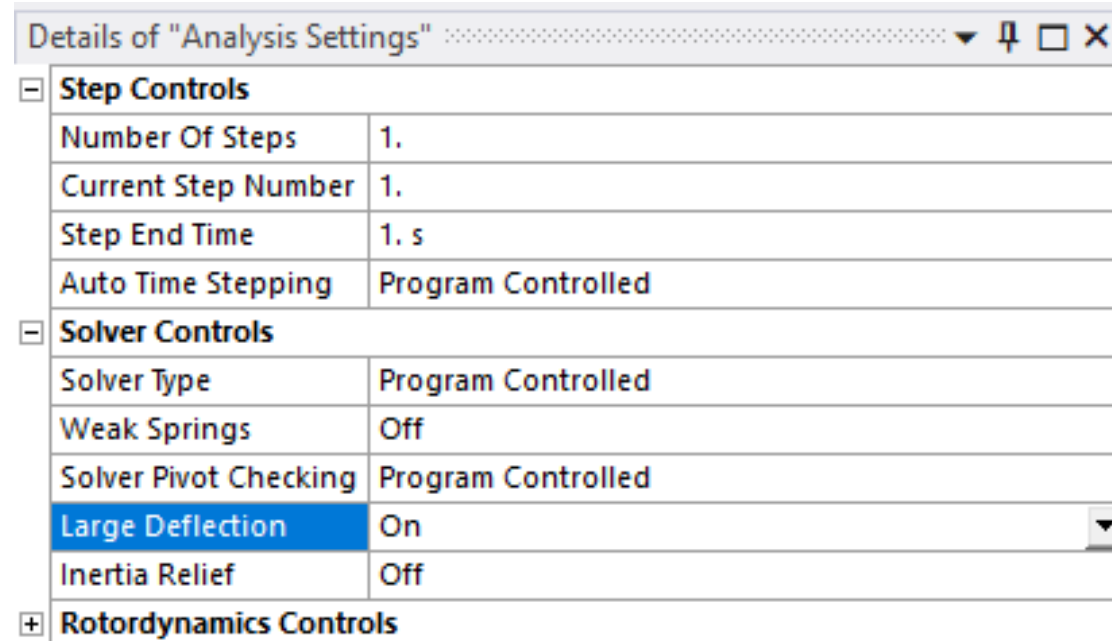 Details of "Analysis Settings"
Step Controls
Number Of Steps 1.
Current Step Number 1.
Step End Time 1. s
Auto Time Stepping Program Controlled
Solver Controls
Solver Type Program Controlled
Weak Springs Off
Solver Pivot Checking Program Controlled
Large Deflection On
Inertia Relief Off
Rotordynamics Controls